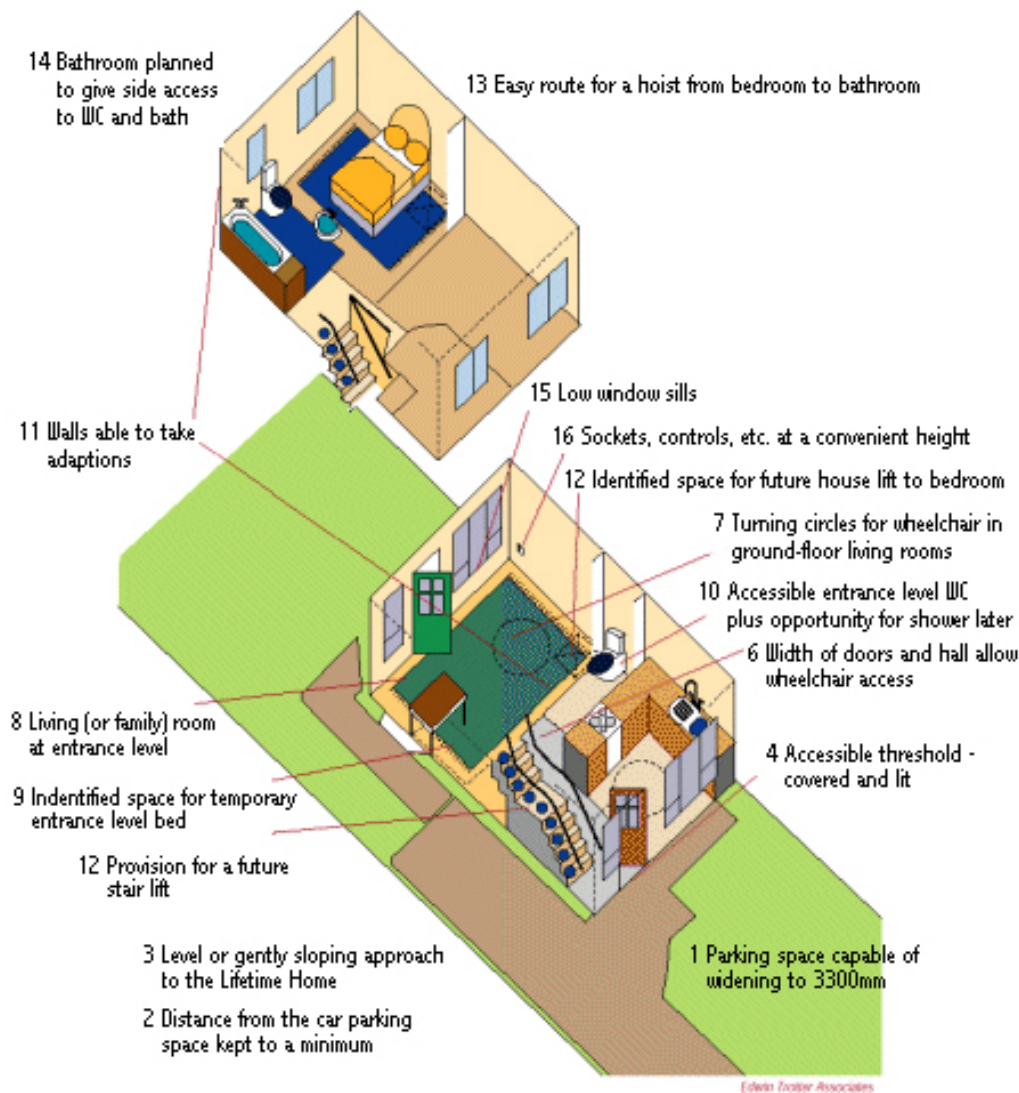 14 Bathroom planned
to give side access
to WC and bath
13 Easy route for a hoist from bedroom to bathroom
15 Low window sills
11 Walls able to take
adaptions
16 Sockets, controls, etc. at a convenient height
12 Identified space for future house lift to bedroom
7 Turning circles for wheelchair in
ground-floor living rooms
10 Accessible entrance level WC
plus opportunity for shower later
6 Width of doors and hall allow
wheelchair access
8 Living (or family) room
at entrance level
4 Accessible threshold -
covered and lit
9 Indentified space for temporary
entrance level bed
12 Provision for a future
stair lift
3 Level or gently sloping approach
to the Lifetime Home
1 Parking space capable of
widening to 3300mm
2 Distance from the car parking
space kept to a minimum
Edwin Trotter Associates